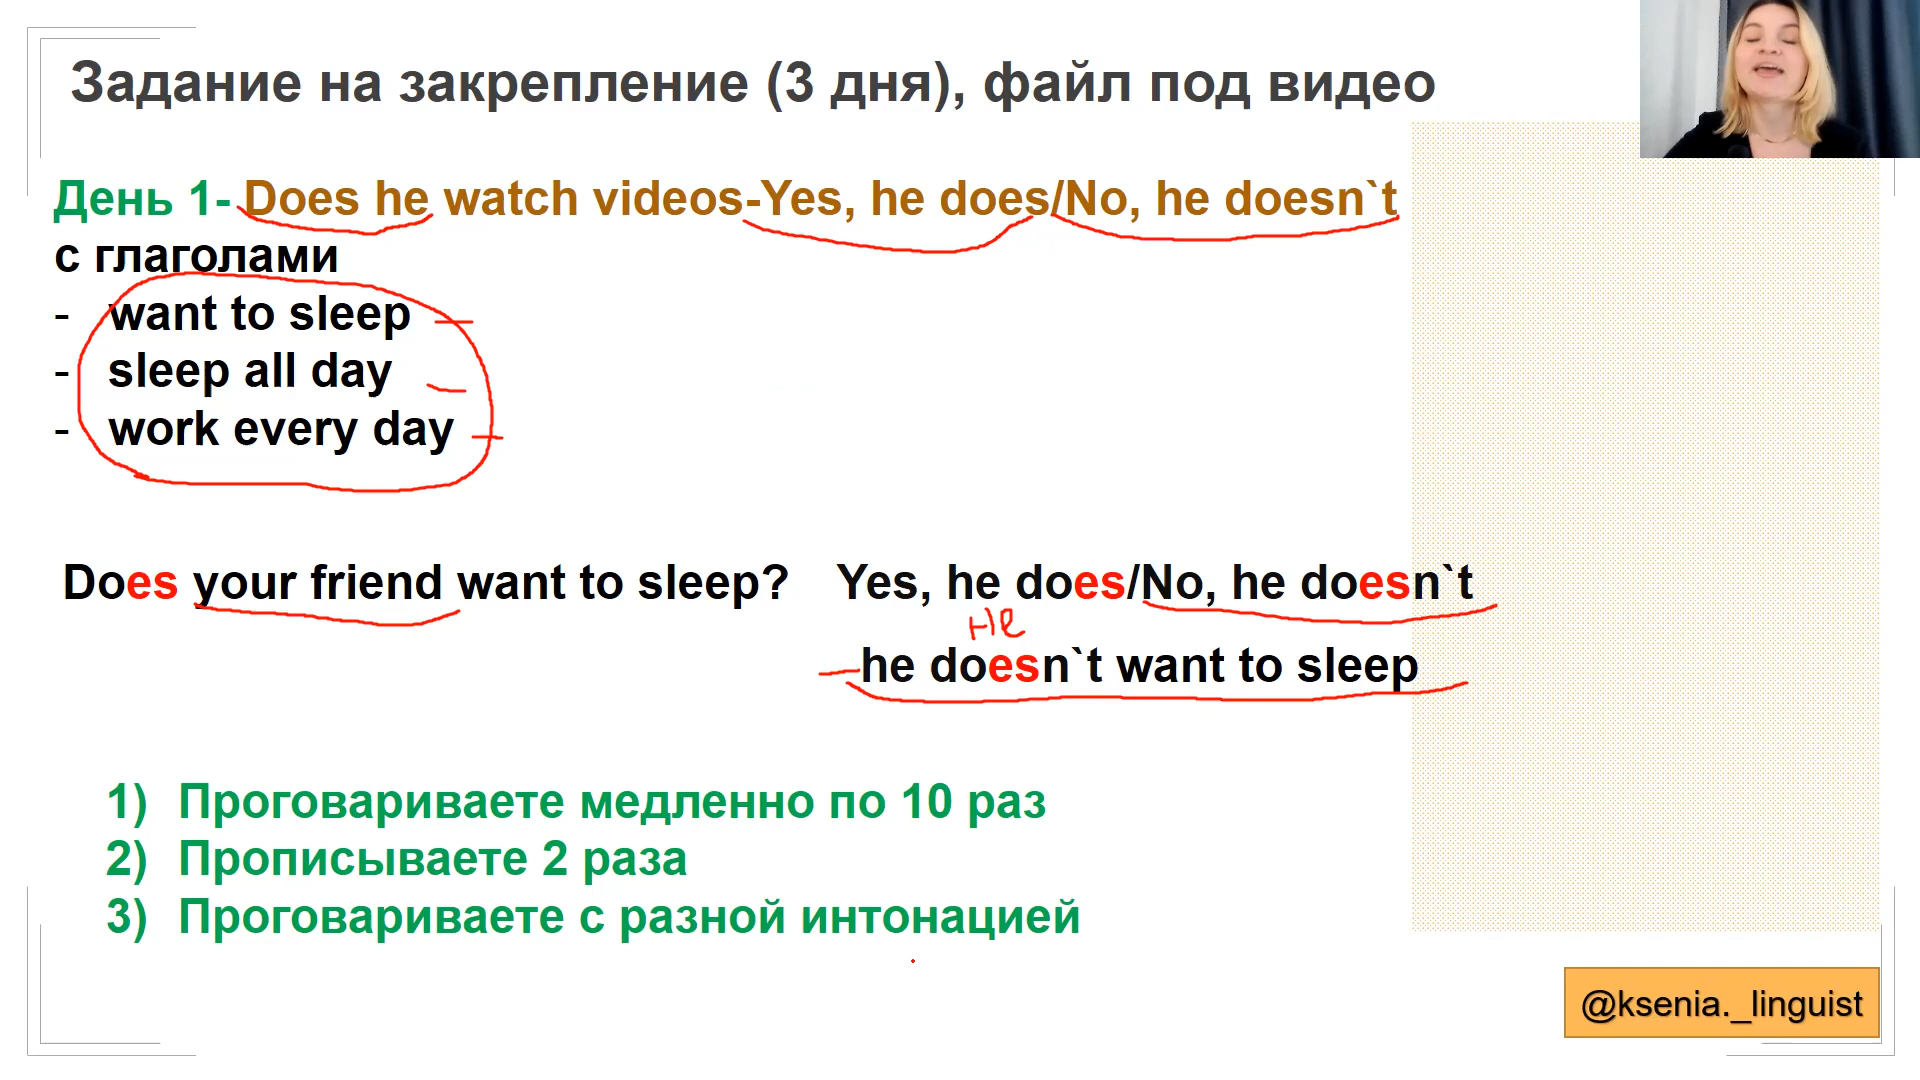 Задание на закрепление (3 дня), файл под видео
День 1- Does he watch videos-Yes, he does/No, he doesn`t
с глаголами
- want to sleep
- sleep all day
- work every day
Does your friend want to sleep? Yes, he does/No, he doesn`t
не
he doesn`t want to sleep
1) Проговариваете медленно по 10 раз
2) Прописываете 2 раза
3) Проговариваете с разной интонацией
@ksenia._linguist